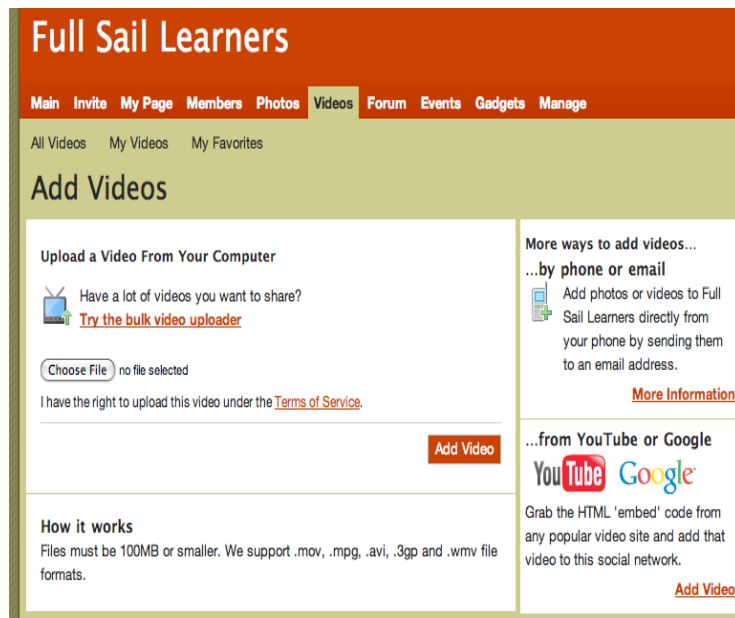 Full Sail Learners
Main Invite My Page Members Photos Videos Forum Events Gadgets Manage
All Videos My Videos My Favorites
Add Videos
Upload a Video From Your Computer
Have a lot of videos you want to share?
Try the bulk video uploader
Choose File no file selected
I have the right to upload this video under the Terms of Service.
Add Video
How it works
Files must be 100MB or smaller. We support .mov, .mpg, .avi, .3gp and .wmv file
formats.
More ways to add videos...
...by phone or email
Add photos or videos to Full
Sail Learners directly from
your phone by sending them
to an email address.
More Information
...from YouTube or Google
YouTube Google
Grab the HTML 'embed' code from
any popular video site and add that
video to this social network.
Add Video